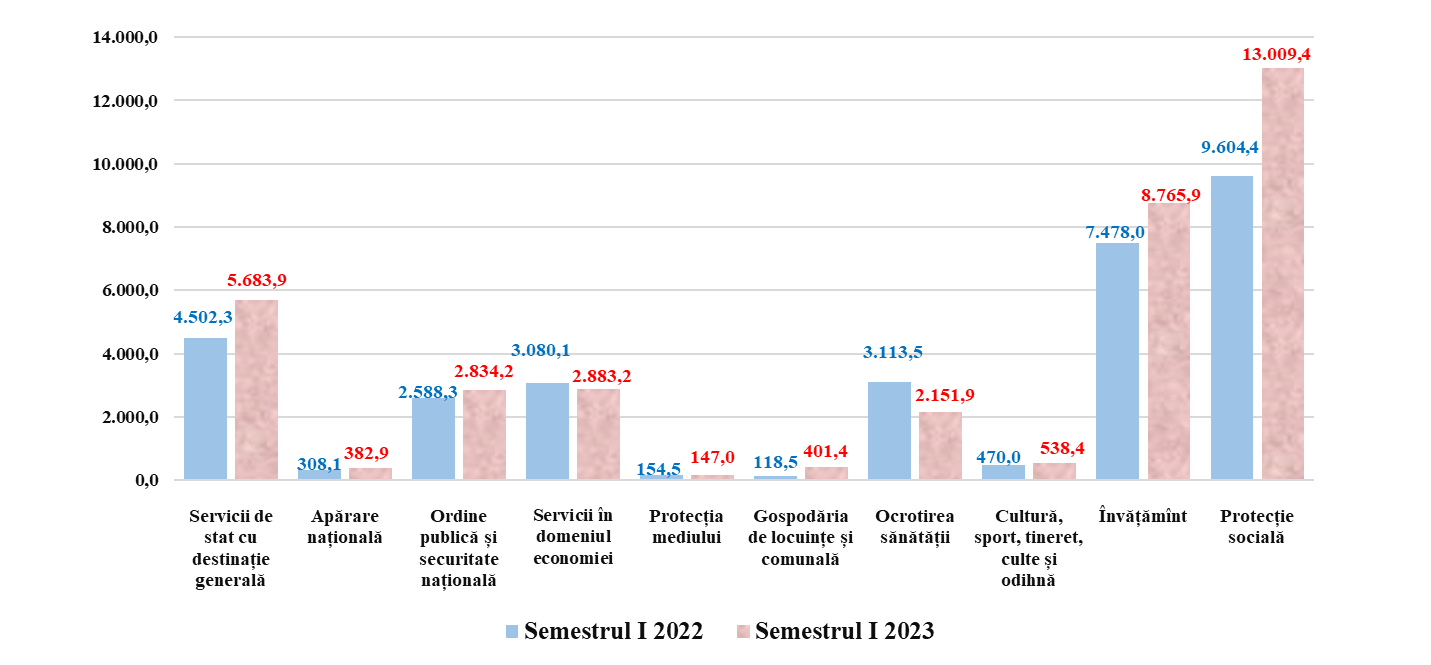 14.000,0
12.000,0
10.000,0
8.000,0
6.000,0
4.000,0
2.000,0
0,0
4.502,3
5.683,9
308,1
382,9
2.588,3
2.834,2
3.080,1
2.883,2
154,5
147,0
118,5
401,4
3.113,5
2.151,9
470,0
538,4
7.478,0
8.765,9
9.604,4
13.009,4
Servicii de
stat cu
destinație
generală
Apărare
națională
Ordine
publică și
securitate
națională
Servicii în
domeniul
economiei
Protecția
mediului
Gospodăria
de locuințe și
comunală
Ocrotirea
sănătății
Cultură,
sport, tineret,
culte și
odihnă
Învățămînt
Protecție
socială
Semestrul I 2022
Semestrul I 2023